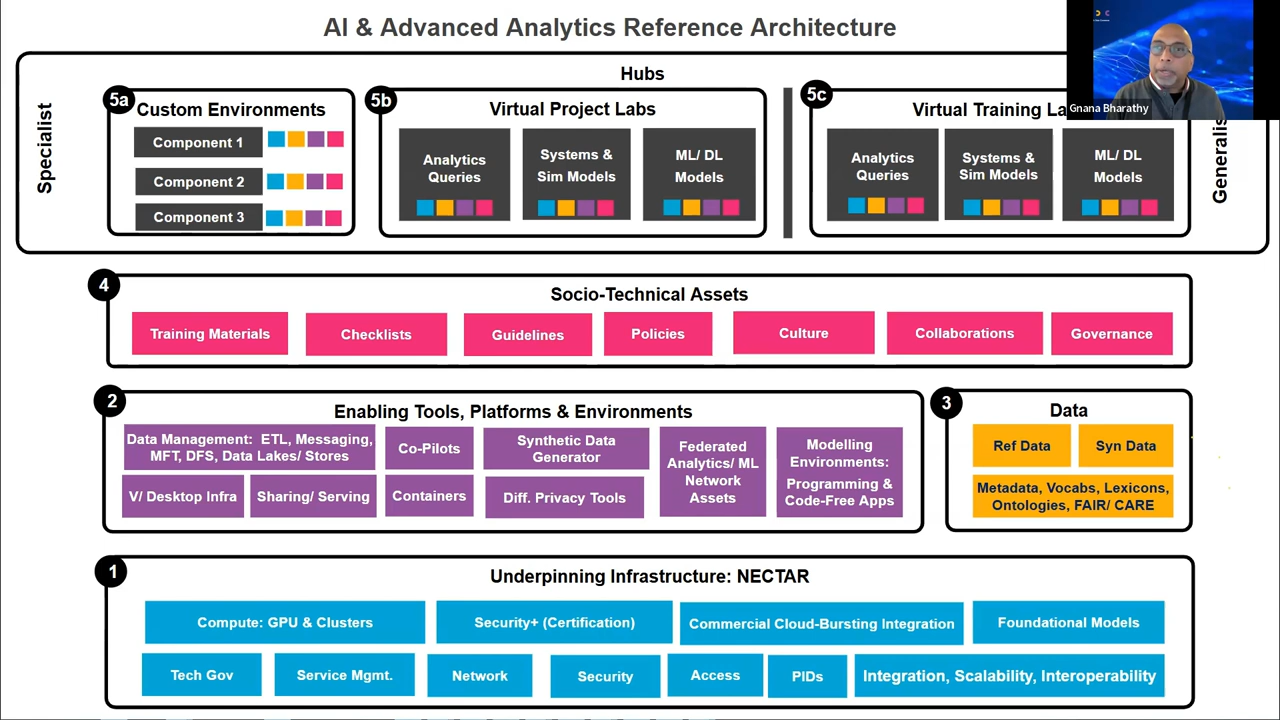 AI & Advanced Analytics Reference Architecture
Gnana Bharathy
Hubs
Specialist
Generalis
5a
Custom Environments
Component 1
Component 2
Component 3
5b
Virtual Project Labs
Analytics
Queries
Systems &
Sim Models
ML/ DL
Models
5c
Virtual Training La
Analytics
Queries
Systems &
Sim Models
ML/ DL
Models
4
Socio-Technical Assets
Training Materials
Checklists
Guidelines
Policies
Culture
Collaborations
Governance
2
Enabling Tools, Platforms & Environments
Data Management: ETL, Messaging,
MFT, DFS, Data Lakes/ Stores
Co-Pilots
Synthetic Data
Generator
Federated
Analytics/ ML
Network
Assets
Modelling
Environments:
Programming &
Code-Free Apps
V/ Desktop Infra
Sharing/ Serving
Containers
Diff. Privacy Tools
3
Data
Ref Data
Syn Data
Metadata, Vocabs, Lexicons,
Ontologies, FAIR/ CARE
1
Underpinning Infrastructure: NECTAR
Compute: GPU & Clusters
Security+ (Certification)
Commercial Cloud-Bursting Integration
Foundational Models
Tech Gov
Service Mgmt.
Network
Security
Access
PIDs
Integration, Scalability, Interoperability